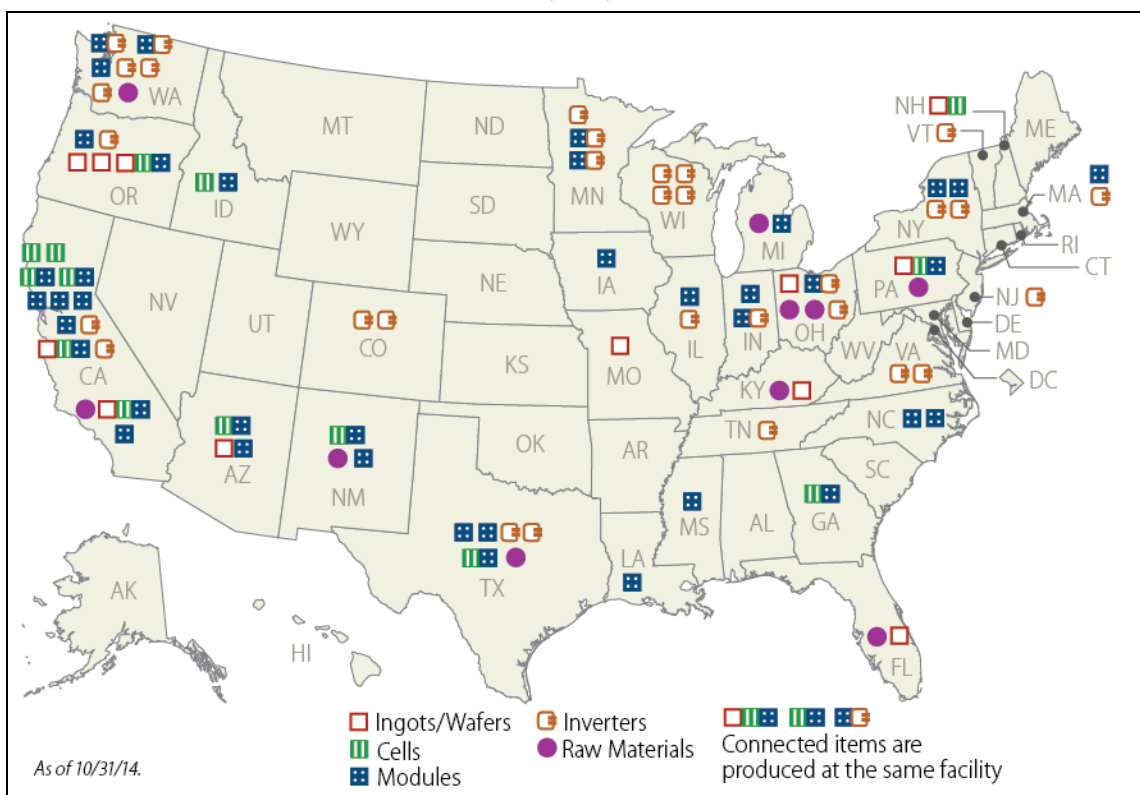 WA
MT
ND
MN
NH
VT
ME
OR
ID
SD
WI
MI
NY
MA
WY
RI
CT
IA
PA
NE
NV
NJ
UT
CO
IL
IN
OH
DE
WV
VA
MD
KS
MO
DC
CA
KY
NC
TN
OK
AR
AZ
NM
SC
MS
AL
GA
TX
LA
AK
HI
FL
Ingots/Wafers
Inverters
Cells
Raw Materials
Connected items are
produced at the same facility
Modules
As of 10/31/14.